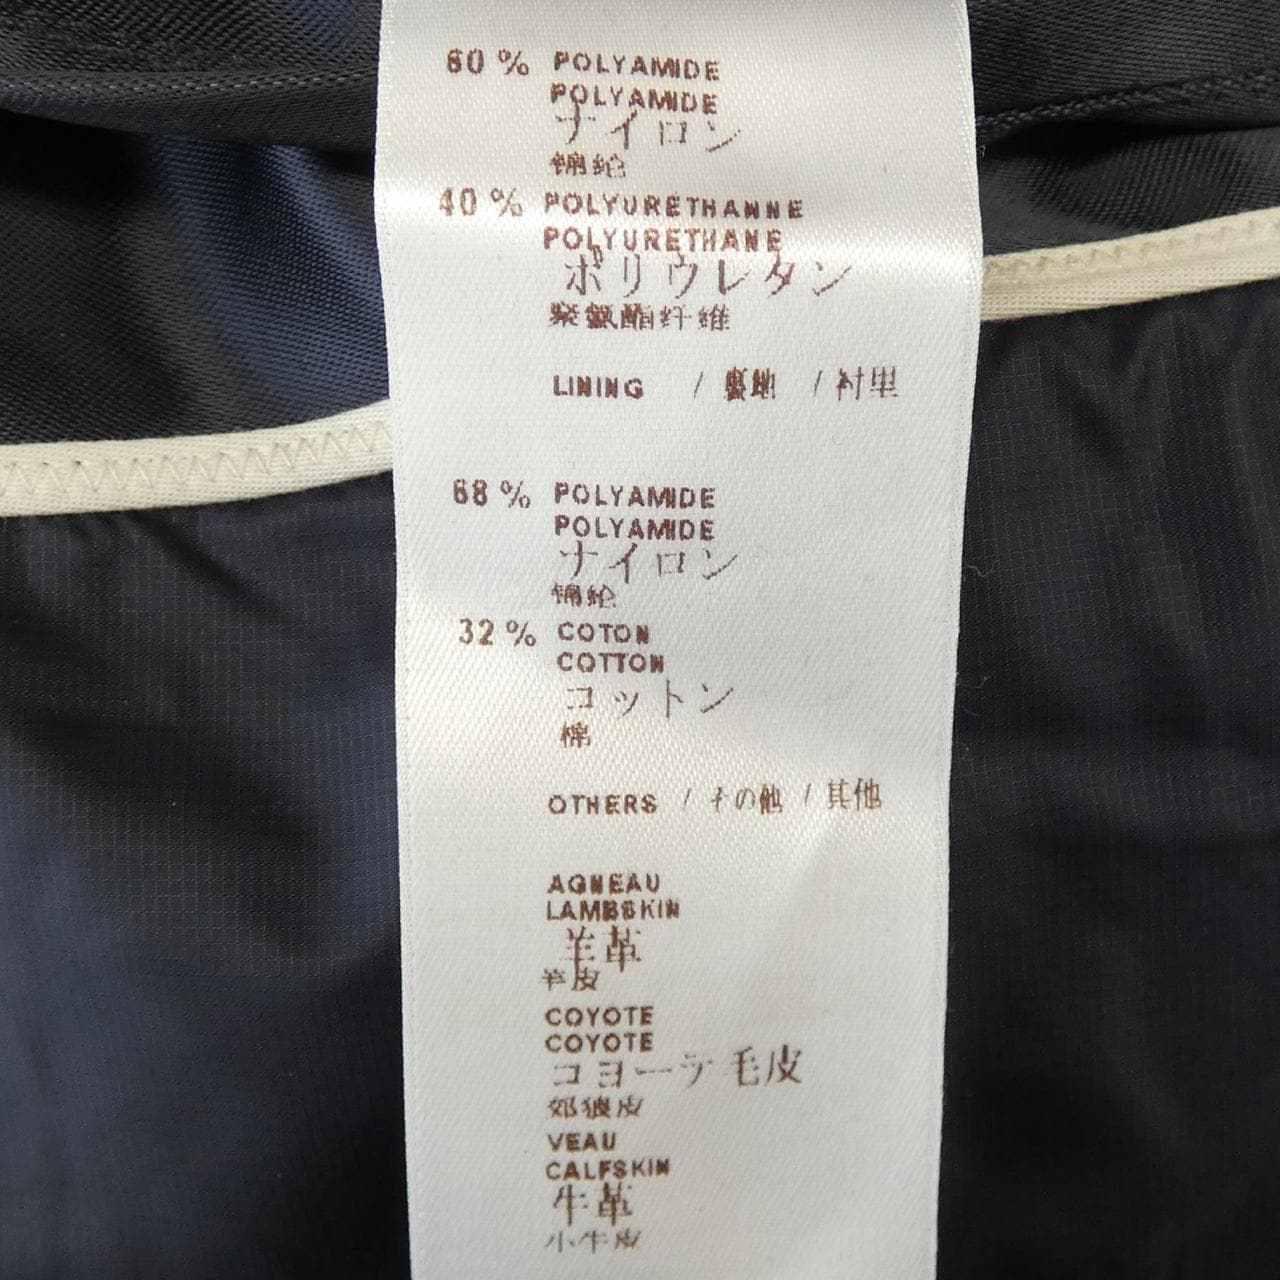 60 % POLYAMIDE
POLYAMIDE
ナイロン
锦纶
40 % POLYURETHANNE
POLYURETHANE
ポリウレタン
聚氨酯纤维
LINING / 裏地 / 衬里
68 % POLYAMIDE
POLYAMIDE
ナイロン
锦纶
32 % COTON
COTTON
コットン
棉
OTHERS / その他 / 其他
AGNEAU
LAMBSKIN
羊革
羊皮
COYOTE
COYOTE
コヨーテ毛皮
郊狼皮
VEAU
CALFSKIN
牛革
小牛皮